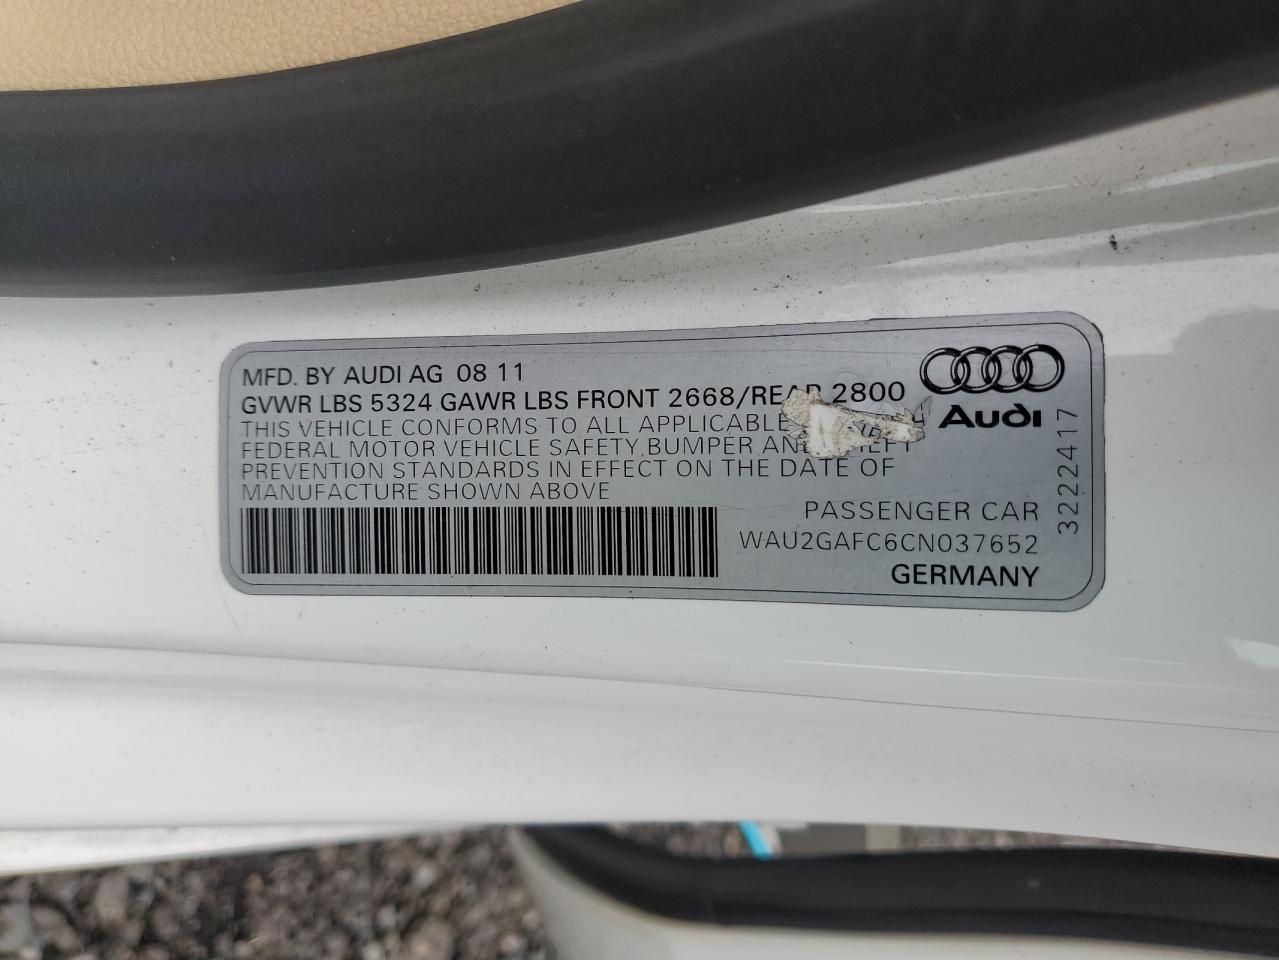 MFD. BY AUDI AG 08 11
GVWR LBS 5324 GAWR LBS FRONT 2668/REAR 2800
THIS VEHICLE CONFORMS TO ALL APPLICABLE
FEDERAL MOTOR VEHICLE SAFETY, BUMPER AND THEFT
PREVENTION STANDARDS IN EFFECT ON THE DATE OF
MANUFACTURE SHOWN ABOVE
Audi
PASSENGER CAR
WAU2GAFC6CN037652
GERMANY
3222417